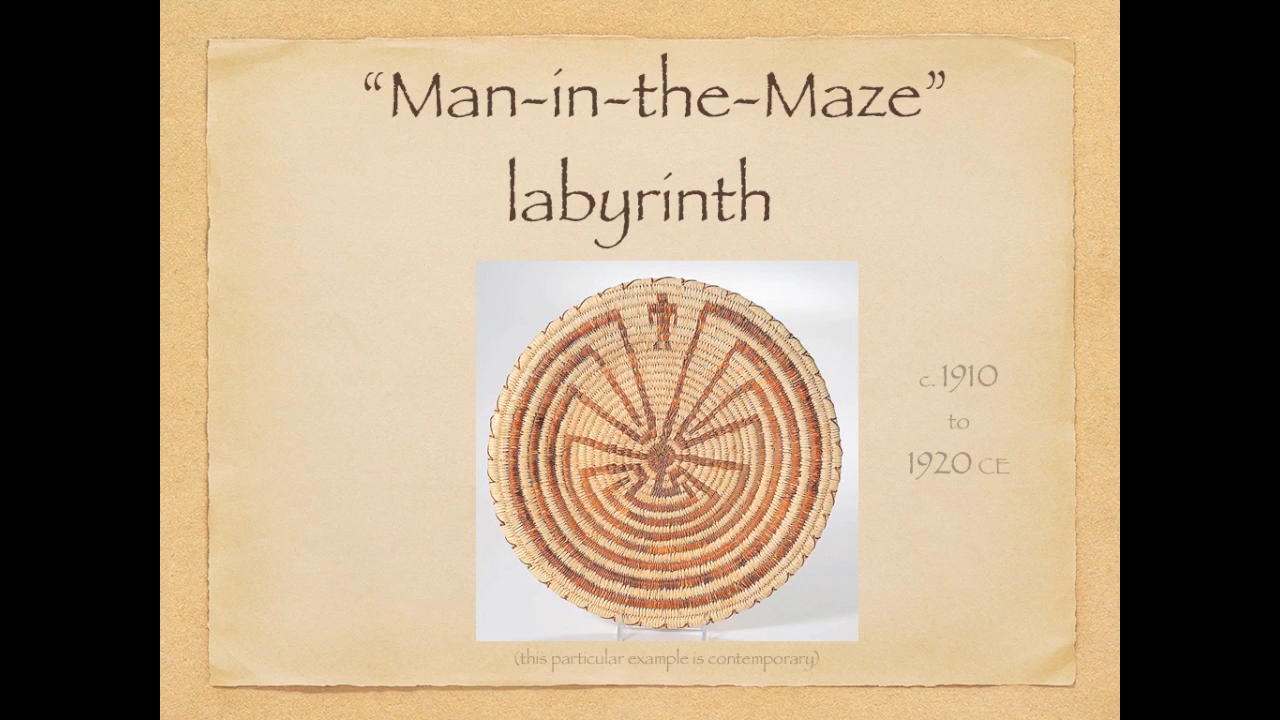 “Man-in-the-Maze”
labyrinth
c. 1910
to
1920 CE
(this particular example is contemporary)